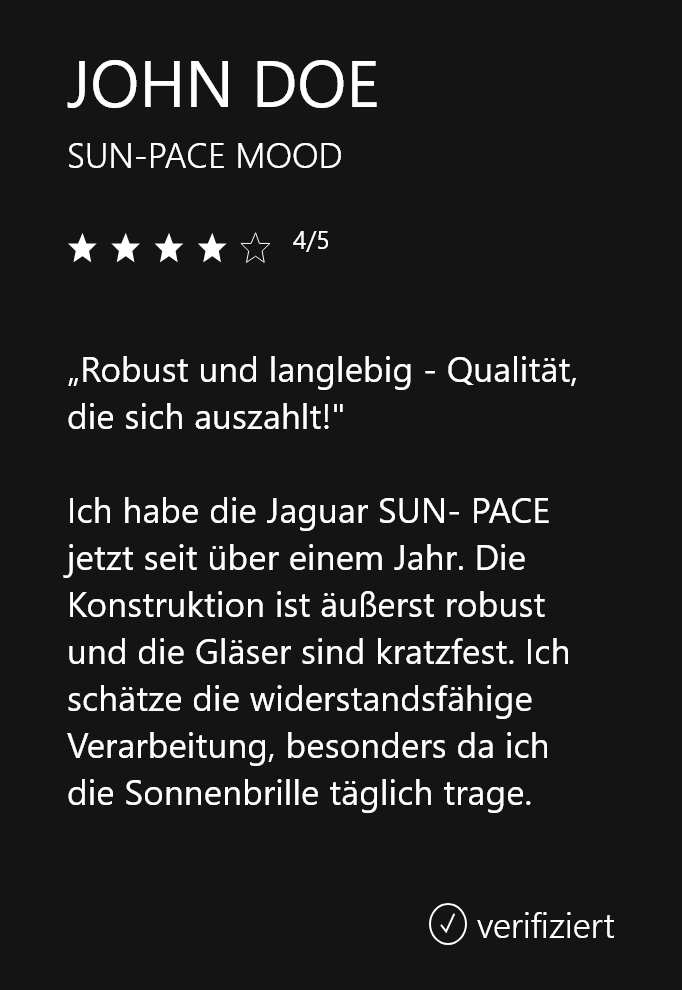 JOHN DOE
SUN-PACE MOOD
★★★★☆ 4/5
„Robust und langlebig - Qualität,
die sich auszahlt!"
Ich habe die Jaguar SUN- PACE
jetzt seit über einem Jahr. Die
Konstruktion ist äußerst robust
und die Gläser sind kratzfest. Ich
schätze die widerstandsfähige
Verarbeitung, besonders da ich
die Sonnenbrille täglich trage.
verifiziert